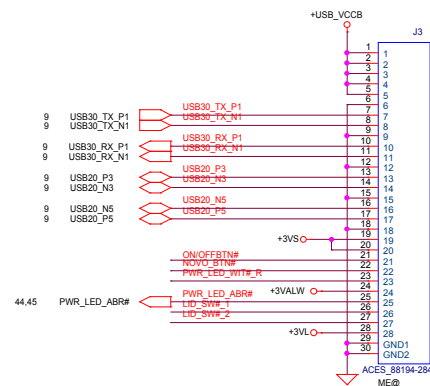 +USB_VCCB
J3
1 1
2 2
3 3
4 4
5 5
6 6
9 USB30_TX_P1 USB30_TX_P1 7 7
9 USB30_TX_N1 USB30_TX_N1 8 8
9 9
9 USB30_RX_P1 USB30_RX_P1 10 10
9 USB30_RX_N1 USB30_RX_N1 11 11
12 12
9 USB20_P3 USB20_P3 13 13
9 USB20_N3 USB20_N3 14 14
15 15
9 USB20_N5 USB20_N5 16 16
9 USB20_P5 USB20_P5 17 17
18 18
+3VS 19 19
20 20
ON/OFFBTN# 21 21
NOVO_BTN# 22 22
PWR_LED_WIT#_R 23 23
+3VALW 24 24
44,45 PWR_LED_ABR# PWR_LED_ABR# 25 25
LID_SW#_1 26 26
LID_SW#_2 27 27
+3VL 28 28
29 GND1
30 GND2
ACES_88194-284
ME@